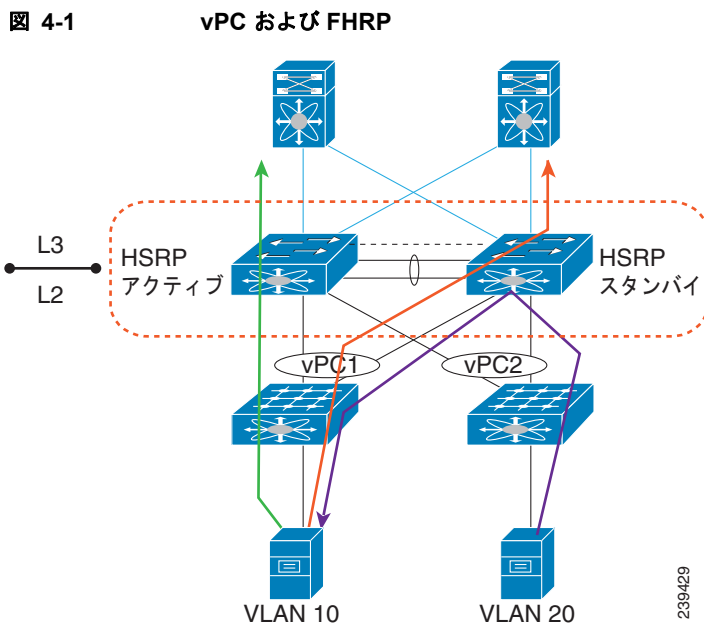 図 4-1 vPC および FHRP
L3
L2
HSRP
アクティブ
HSRP
スタンバイ
vPC1
vPC2
VLAN 10
VLAN 20
239429